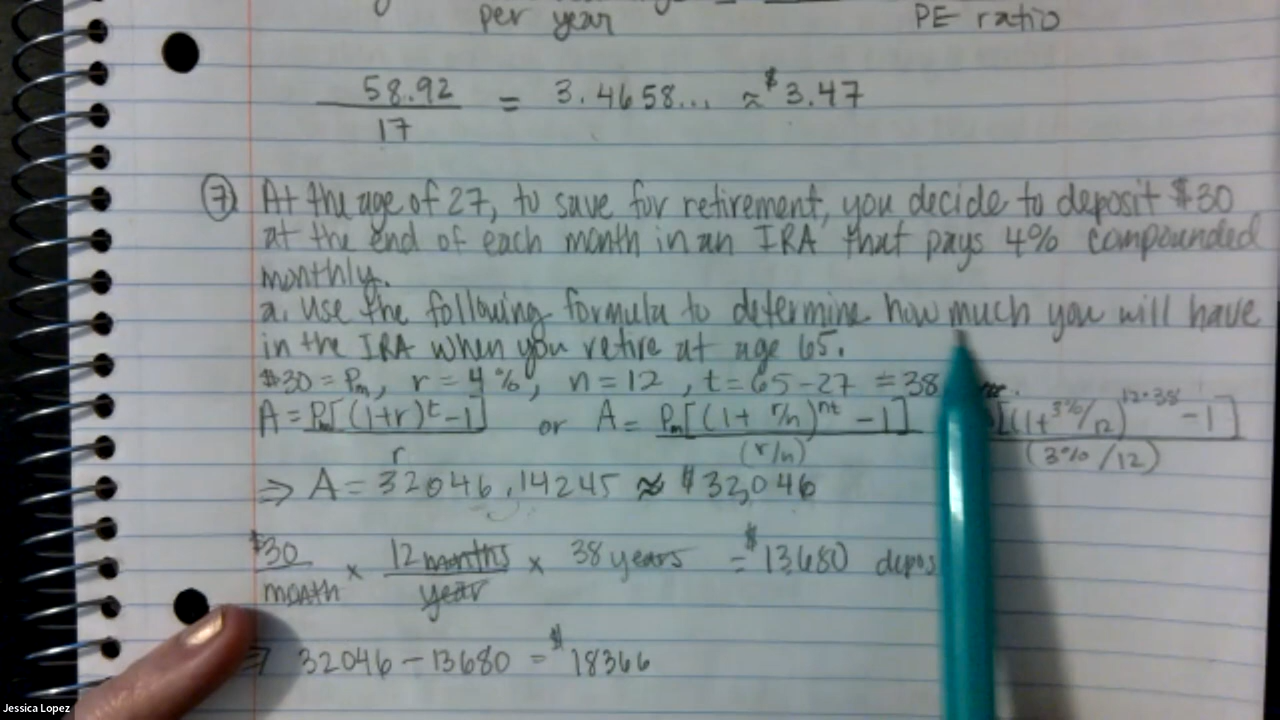 per year PE ratio
58.92 / 17 = 3.4658... ≈ $3.47
⑦ At the age of 27, to save for retirement, you decide to deposit $30
at the end of each month in an IRA that pays 4% compounded
monthly.
a. Use the following formula to determine how much you will have
in the IRA when you retire at age 65.
$30 = Pm, r = 4%, n = 12, t = 65-27 = 38
A = Pm[(1+r)^t -1] / r or A = Pm[(1+ r/n)^nt -1] / (r/n) [(1+3%/12)^12·38 -1] / (3%/12)
⇒ A = 32046.14245 ≈ $32,046
$30/month × 12 months/year × 38 years = $13680
⇒ 32046 - 13680 = $18366
Jessica Lopez